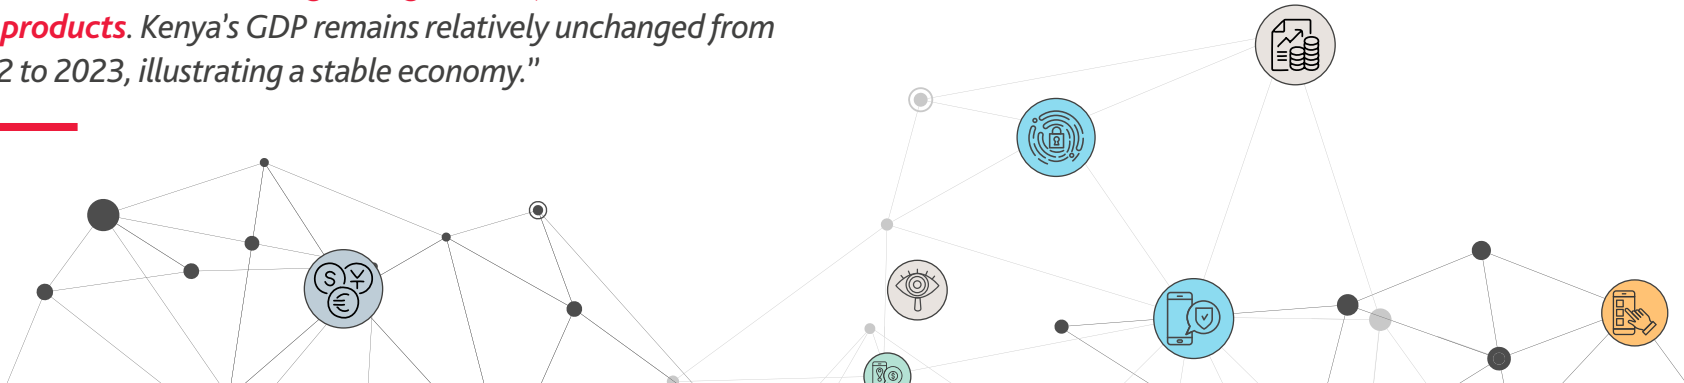 products. Kenya's GDP remains relatively unchanged from
2 to 2023, illustrating a stable economy."